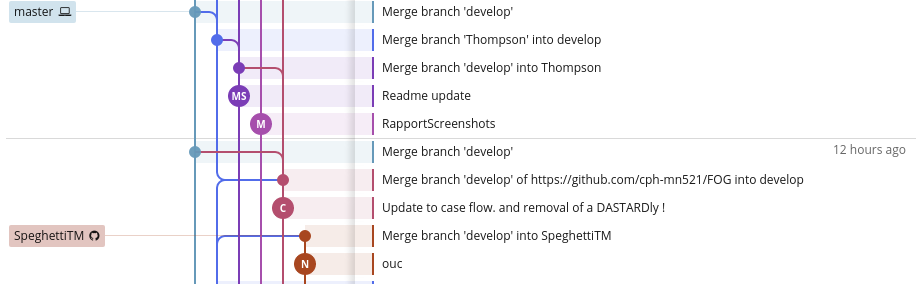 master Merge branch 'develop'
Merge branch 'Thompson' into develop
Merge branch 'develop' into Thompson
MS Readme update
M RapportScreenshots
Merge branch 'develop' 12 hours ago
Merge branch 'develop' of https://github.com/cph-mn521/FOG into develop
C Update to case flow. and removal of a DASTARDly !
SpeghettiTM Merge branch 'develop' into SpeghettiTM
N ouc